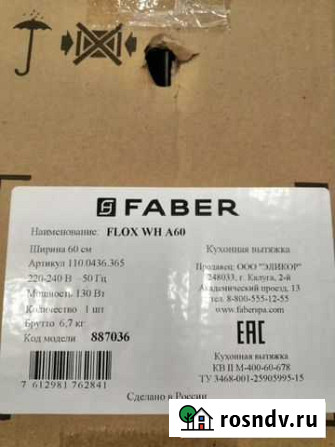 FABER
Наименование: FLOX WH A60
Ширина 60 см
Артикул 110.0436.365
220-240 В ~50 Гц
Мощность 130 Вт
Количество 1 шт
Брутто 6,7 кг
Код модели 887036
7 612981 762841
Кухонная вытяжка
Продавец: ООО "ЭЛИКОР"
248033, г. Калуга, 2-й
Академический проезд, 13
тел. 8-800-555-12-55
www.faberspa.com
ЕАС
Кухонная вытяжка
КВ II М-400-60-678
ТУ 3468-001-25905995-15
Сделано в России
rosndv.ru